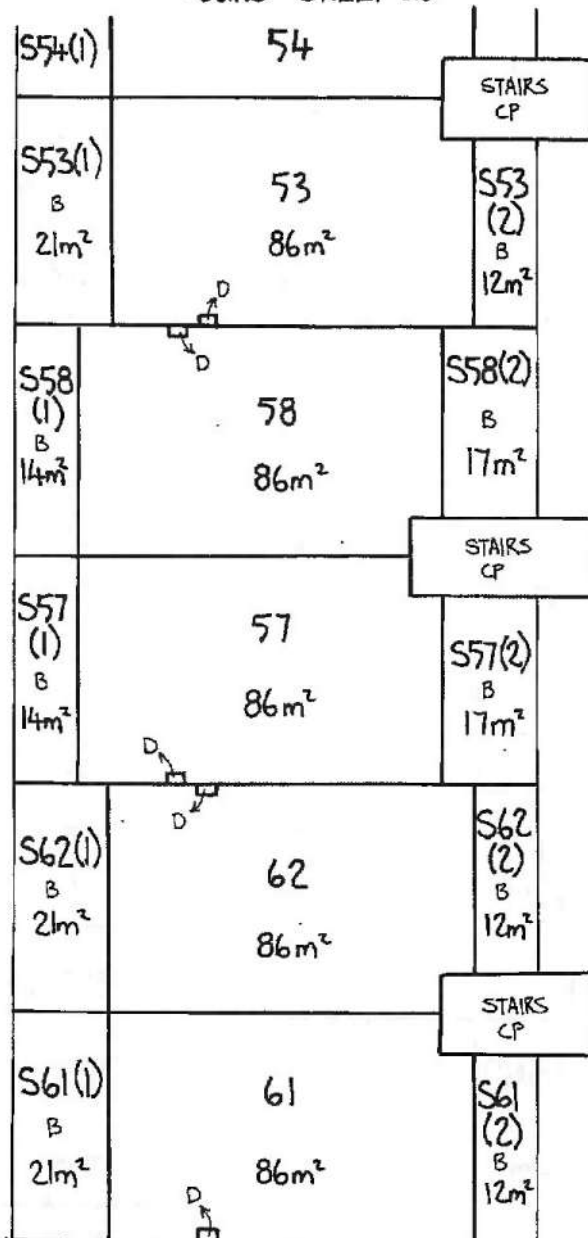 S54(1)
54
STAIRS
CP
S53(1)
B
21m²
53
86m²
S53
(2)
B
12m²
D
D
S58
(1)
B
14m²
58
86m²
S58(2)
B
17m²
STAIRS
CP
S57
(1)
B
14m²
57
86m²
S57(2)
B
17m²
D
D
S62(1)
B
21m²
62
86m²
S62
(2)
B
12m²
STAIRS
CP
S61(1)
B
21m²
61
86m²
S61
(2)
B
12m²
D